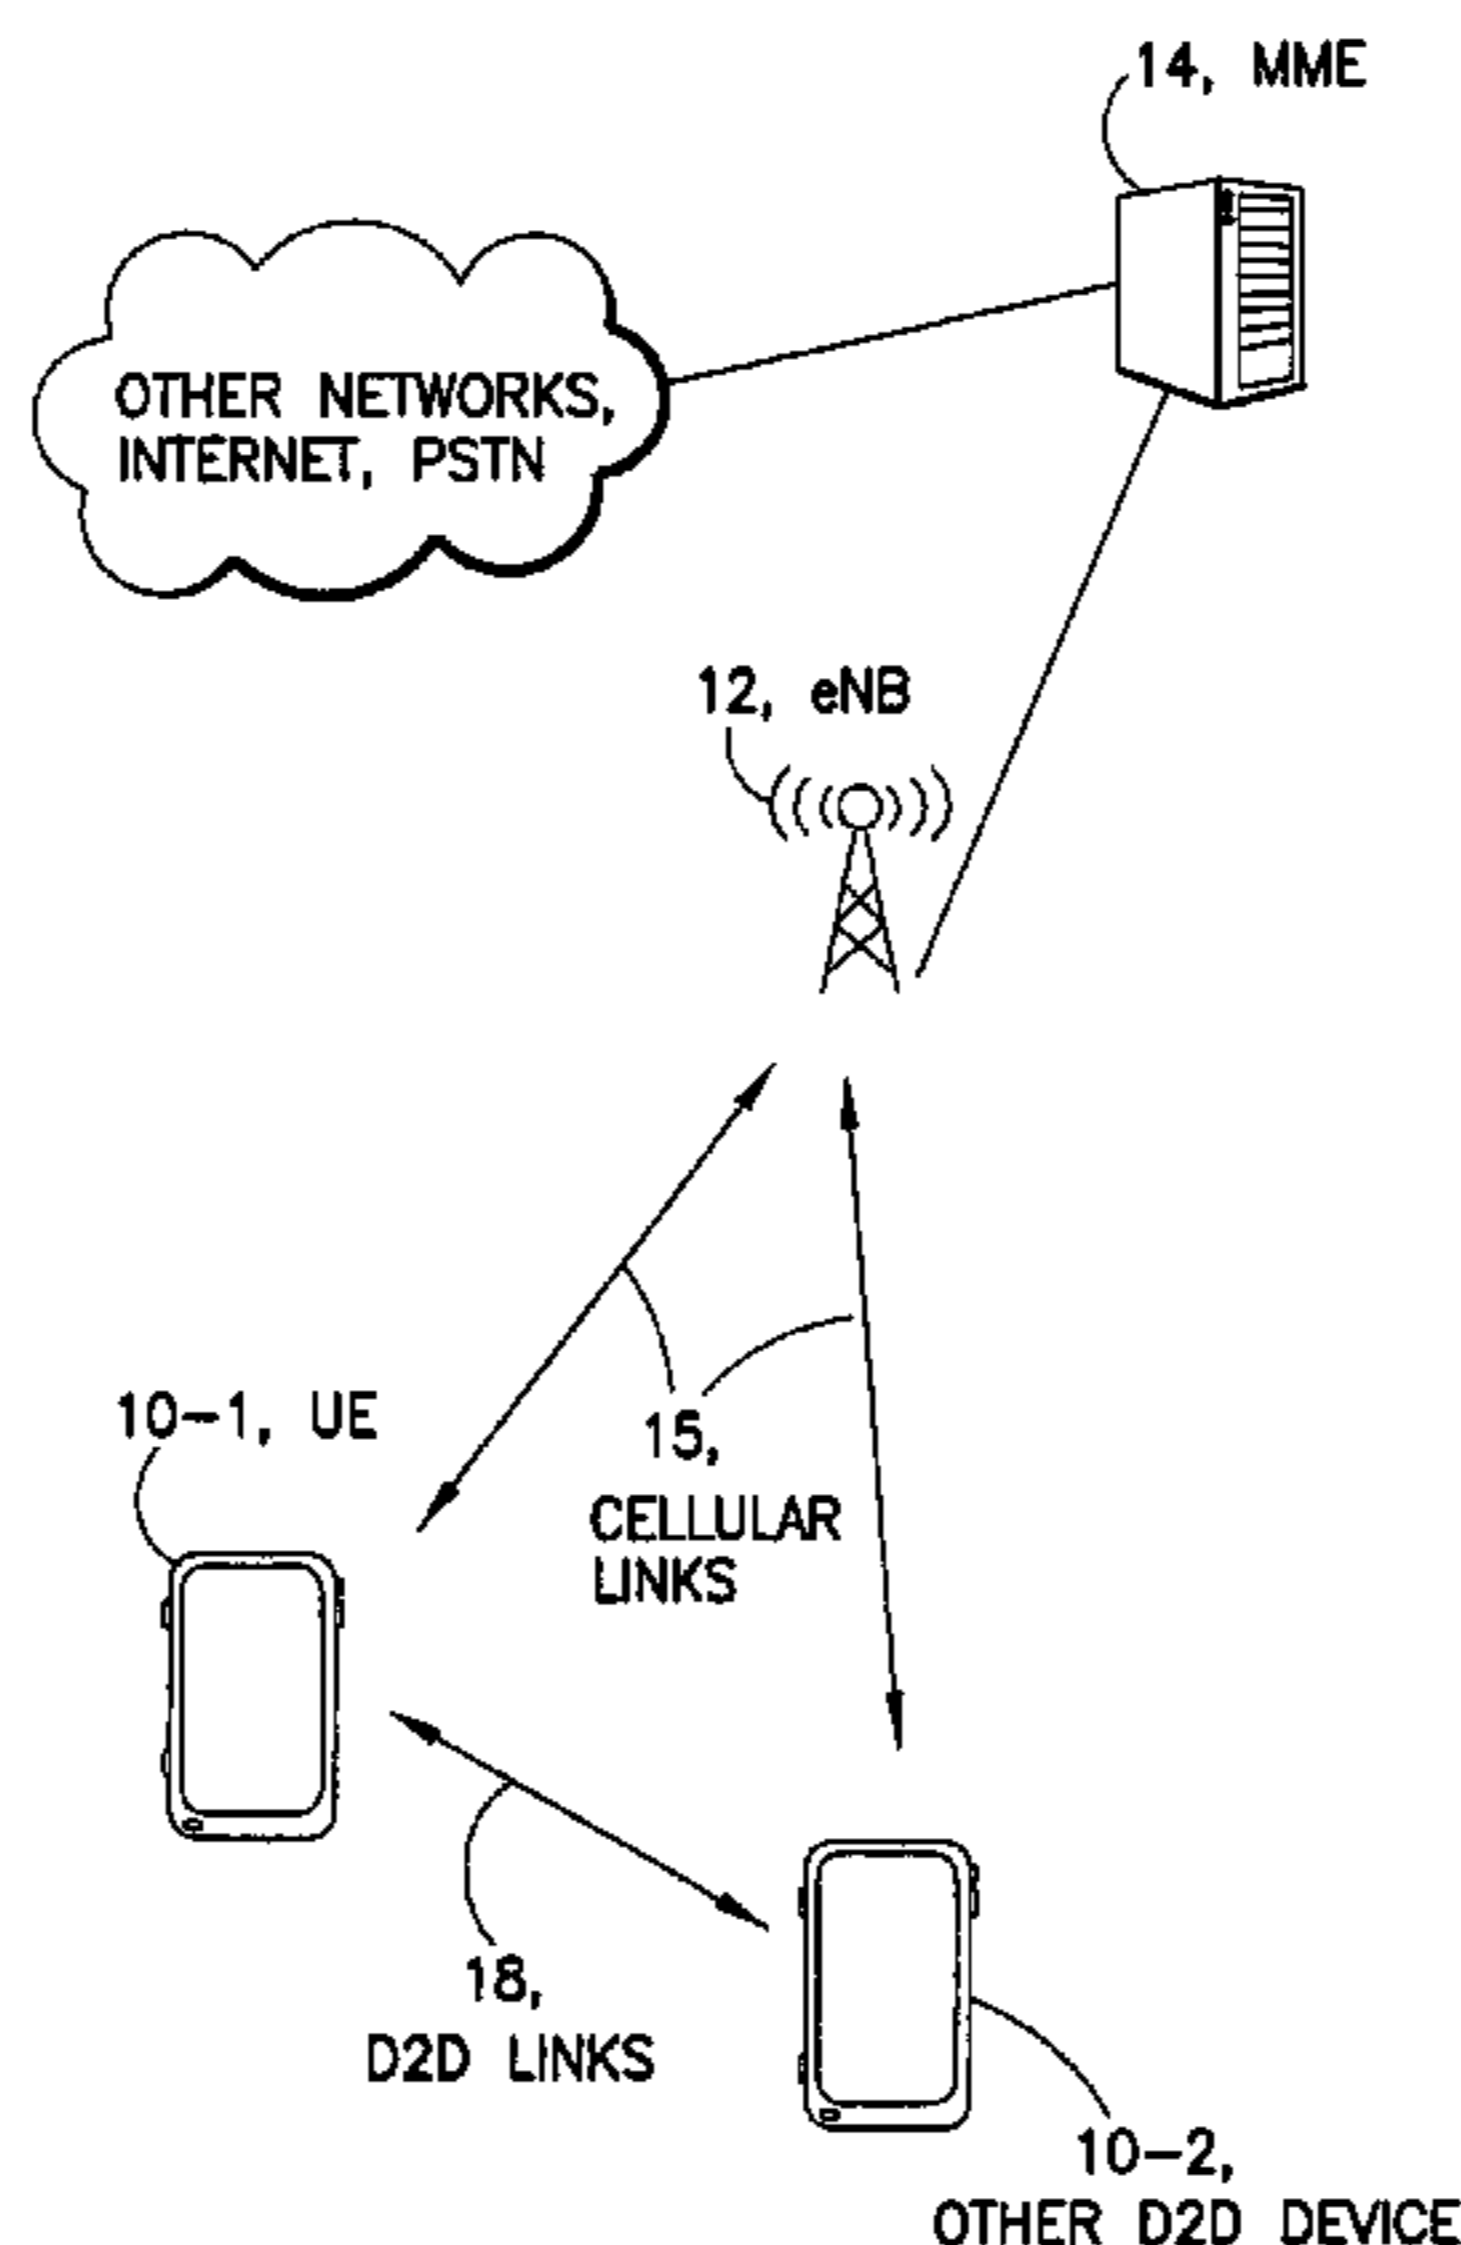 14, MME
OTHER NETWORKS,
INTERNET, PSTN
12, eNB
10-1, UE
15,
CELLULAR
LINKS
18,
D2D LINKS
10-2,
OTHER D2D DEVICE